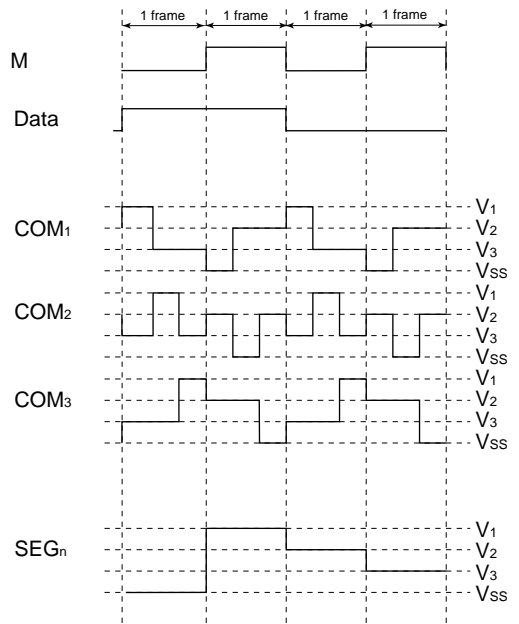 1 frame 1 frame 1 frame 1 frame
M
Data
V1
COM1 V2
V3
VSS
V1
COM2 V2
V3
VSS
V1
COM3 V2
V3
VSS
V1
SEGn V2
V3
VSS